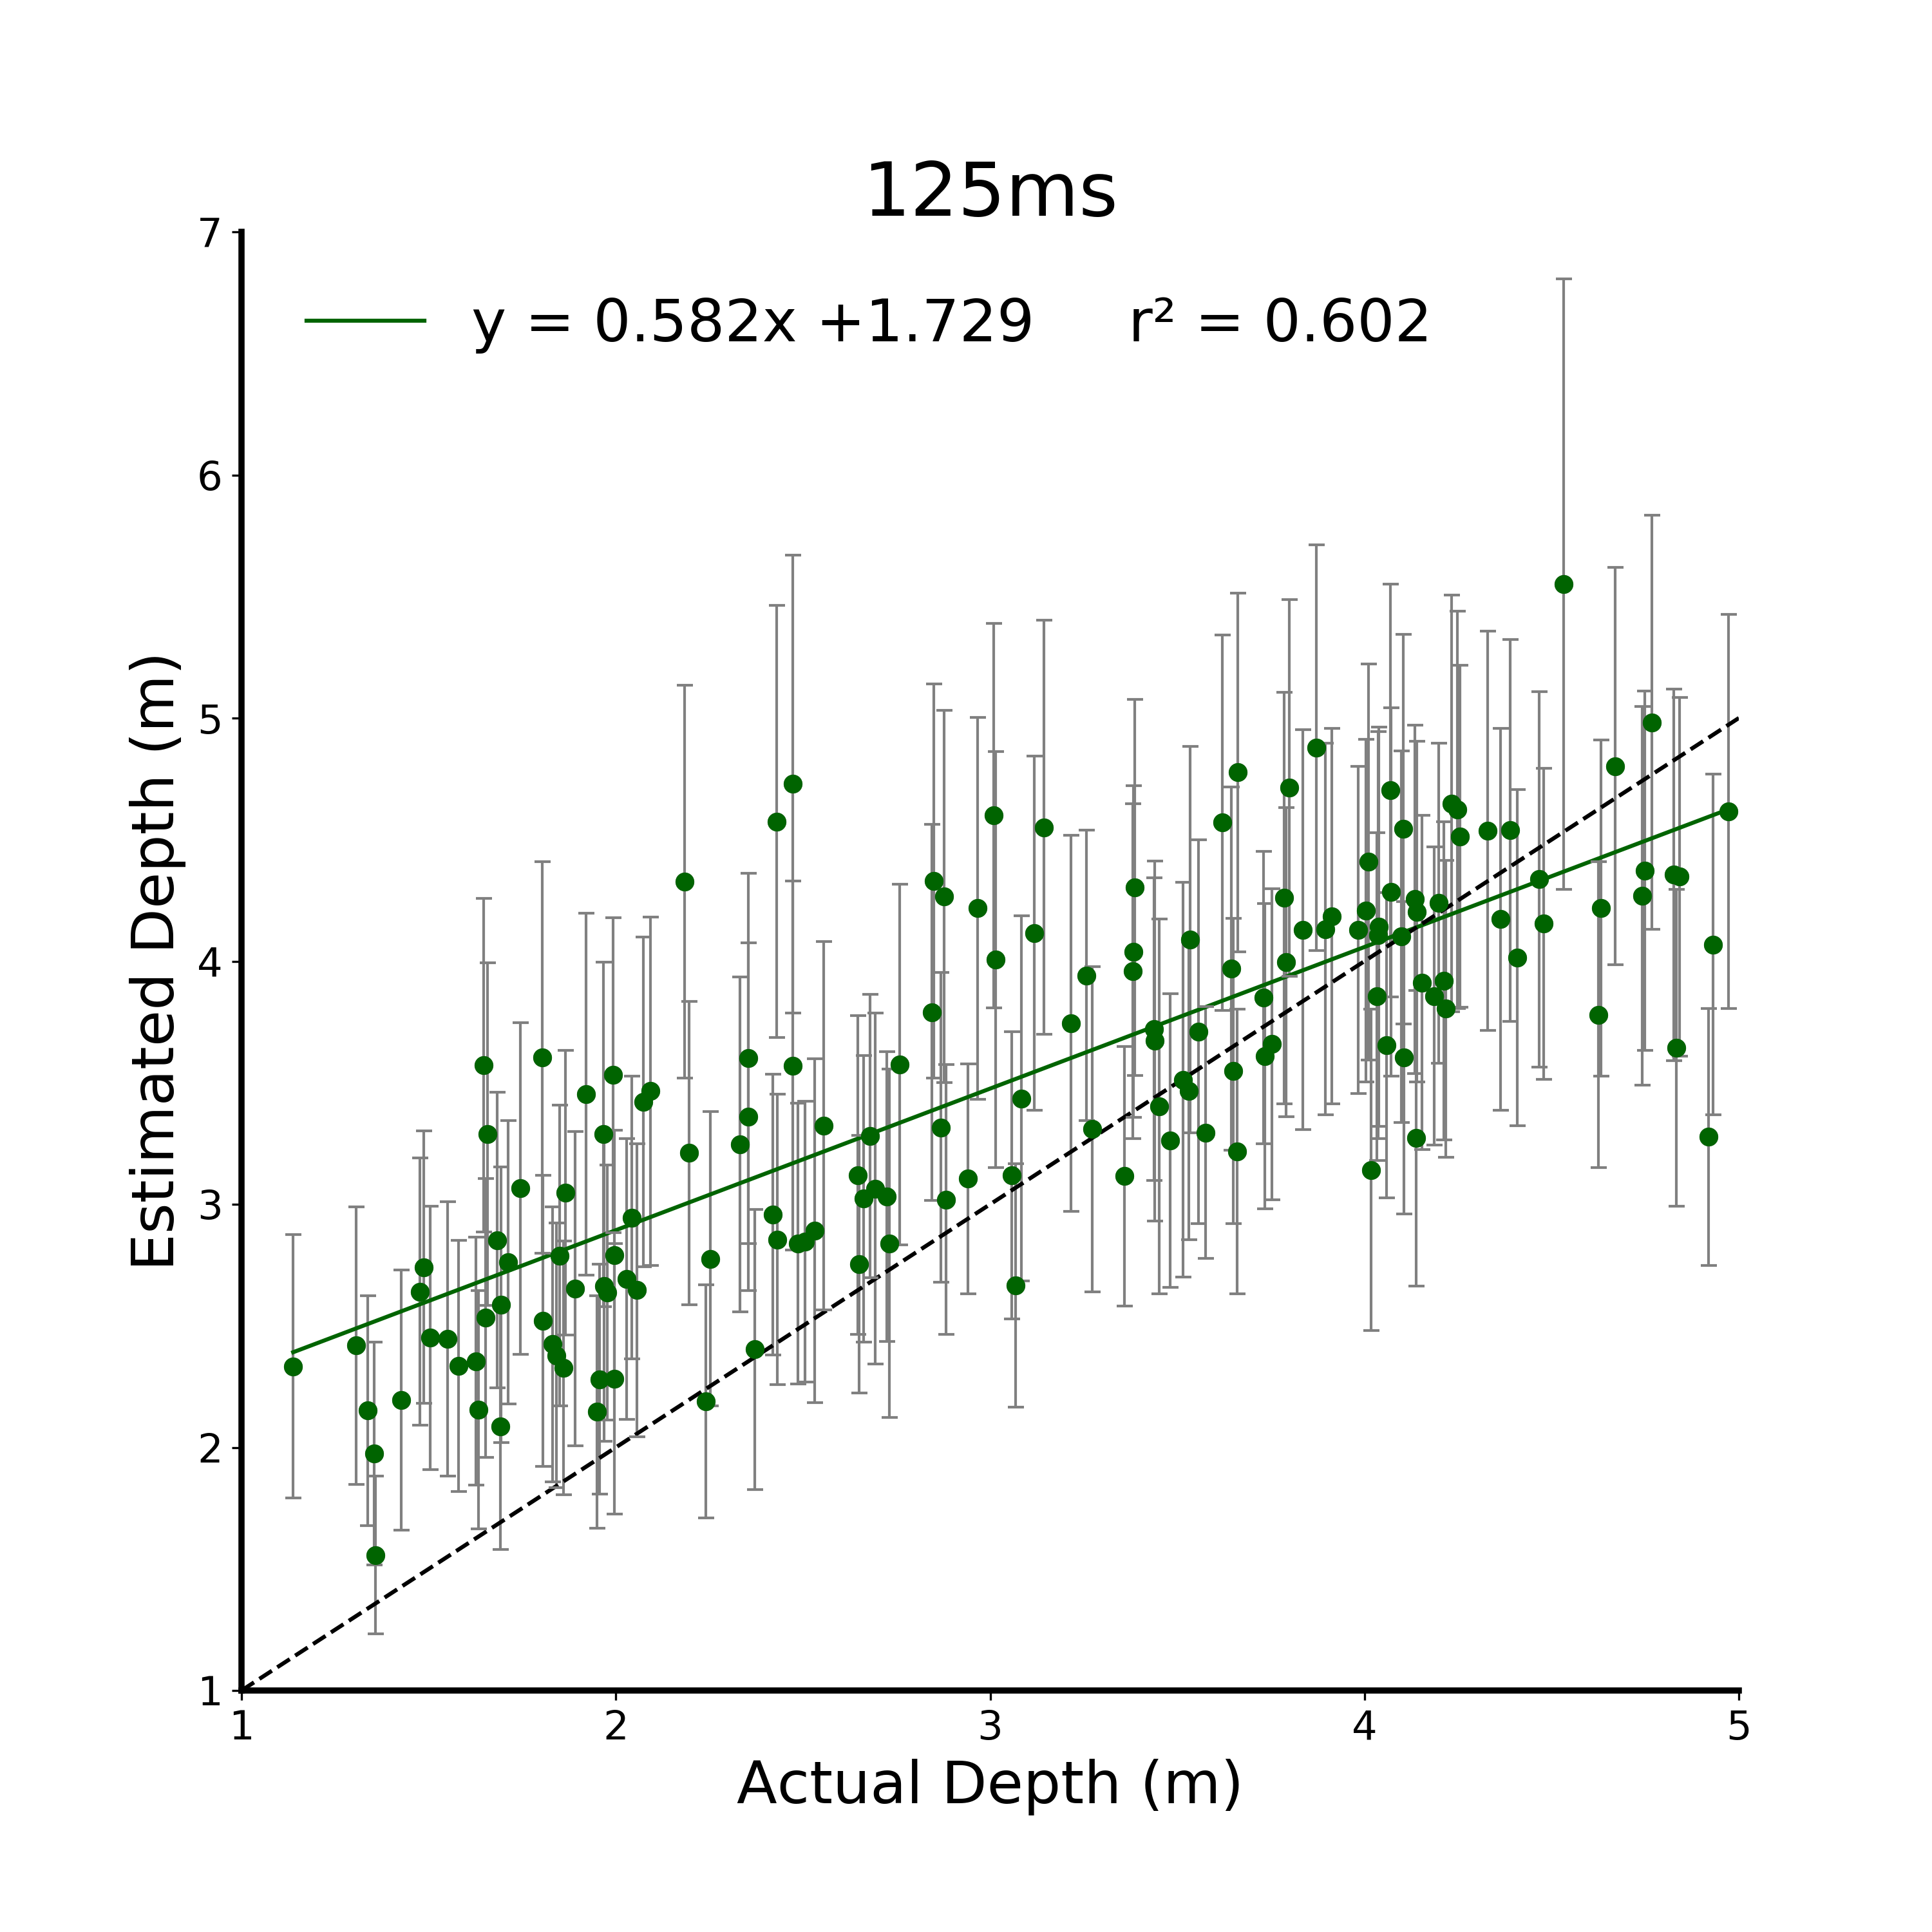 125ms
7
y = 0.582x +1.729 r² = 0.602
6
5
4
3
2
1
Estimated Depth (m)
1 2 3 4 5
Actual Depth (m)